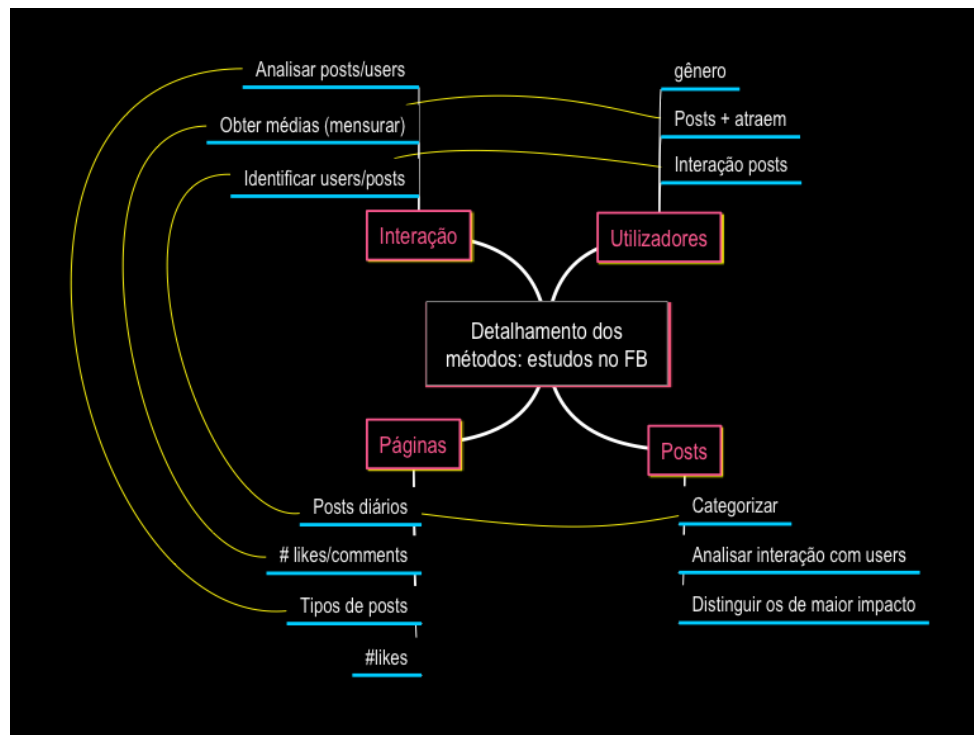 Analisar posts/users
Obter médias (mensurar)
Identificar users/posts
Interação
gênero
Posts + atraem
Interação posts
Utilizadores
Detalhamento dos
métodos: estudos no FB
Páginas
Posts diários
# likes/comments
Tipos de posts
#likes
Posts
Categorizar
Analisar interação com users
Distinguir os de maior impacto